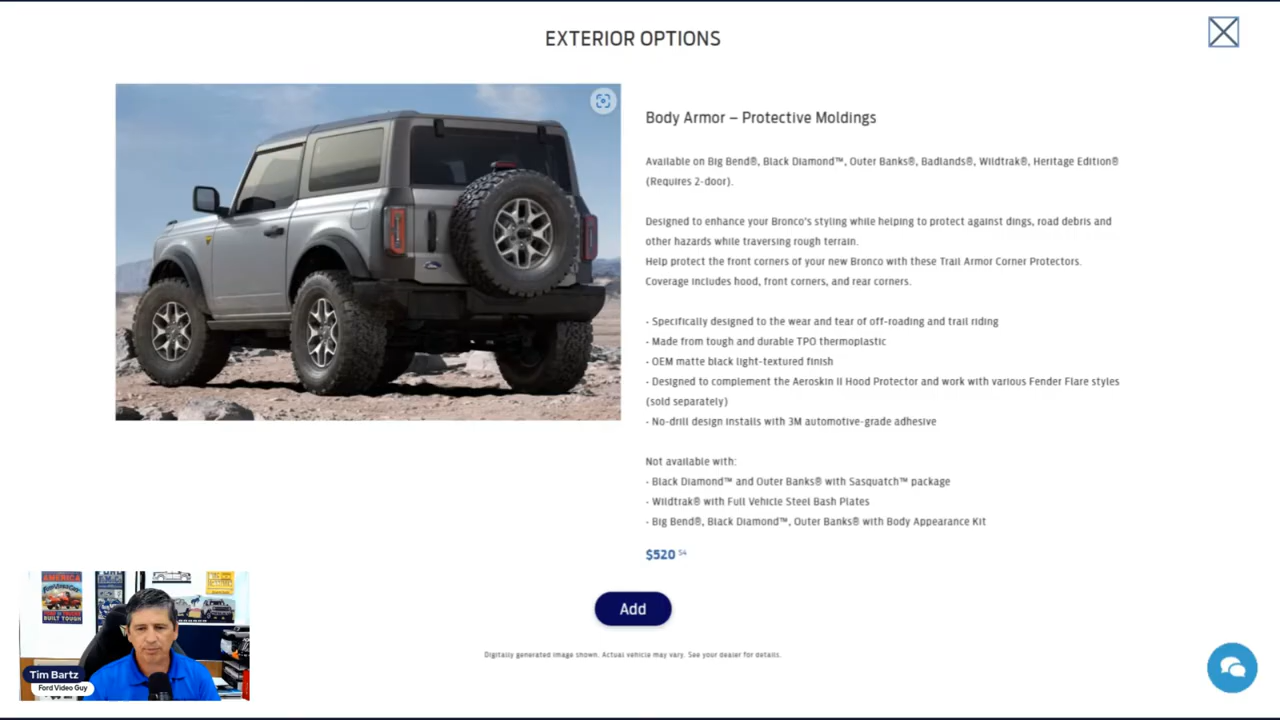 EXTERIOR OPTIONS
Body Armor – Protective Moldings
Available on Big Bend®, Black Diamond™, Outer Banks®, Badlands®, Wildtrak®, Heritage Edition®
(Requires 2-door).
Designed to enhance your Bronco's styling while helping to protect against dings, road debris and
other hazards while traversing rough terrain.
Help protect the front corners of your new Bronco with these Trail Armor Corner Protectors.
Coverage includes hood, front corners, and rear corners.
• Specifically designed to the wear and tear of off-roading and trail riding
• Made from tough and durable TPO thermoplastic
• OEM matte black light-textured finish
• Designed to complement the Aeroskin II Hood Protector and work with various Fender Flare styles
(sold separately)
• No-drill design installs with 3M automotive-grade adhesive
Not available with:
• Black Diamond™ and Outer Banks® with Sasquatch™ package
• Wildtrak® with Full Vehicle Steel Bash Plates
• Big Bend®, Black Diamond™, Outer Banks® with Body Appearance Kit
$520 54
Add
Digitally generated image shown. Actual vehicle may vary. See your dealer for details.
AMERICA
BUILT TOUGH
Tim Bartz
Ford Video Guy